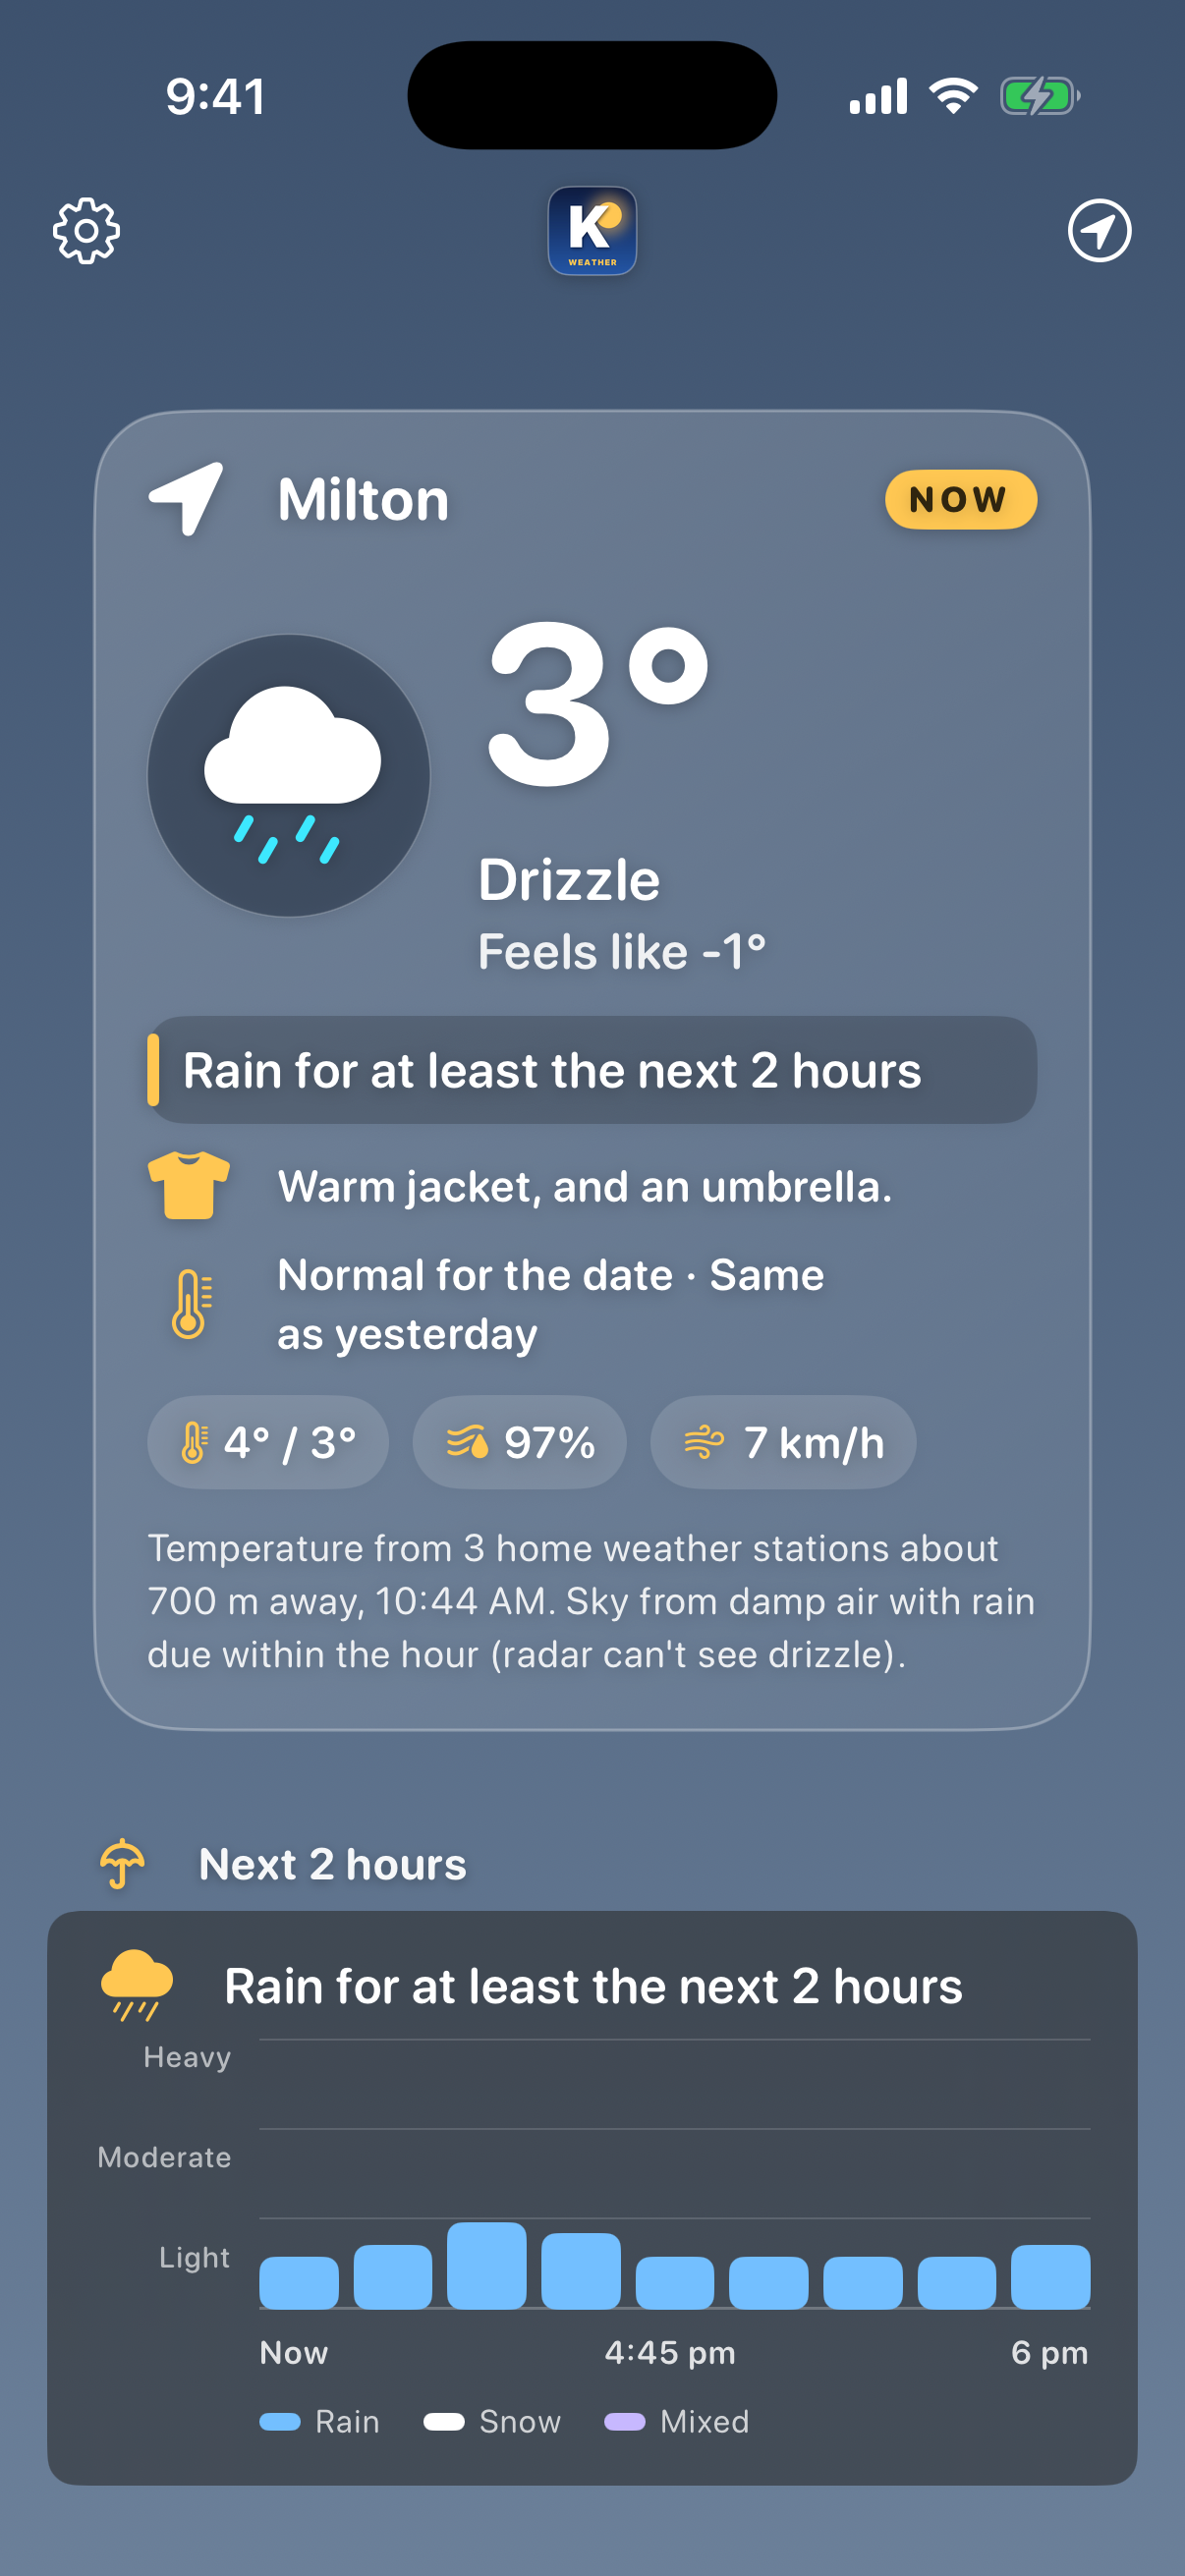 9:41
K
WEATHER
Milton
NOW
3°
Drizzle
Feels like -1°
Rain for at least the next 2 hours
Warm jacket, and an umbrella.
Normal for the date · Same
as yesterday
4° / 3°
97%
7 km/h
Temperature from 3 home weather stations about
700 m away, 10:44 AM. Sky from damp air with rain
due within the hour (radar can't see drizzle).
Next 2 hours
Rain for at least the next 2 hours
Heavy
Moderate
Light
Now 4:45 pm 6 pm
Rain Snow Mixed